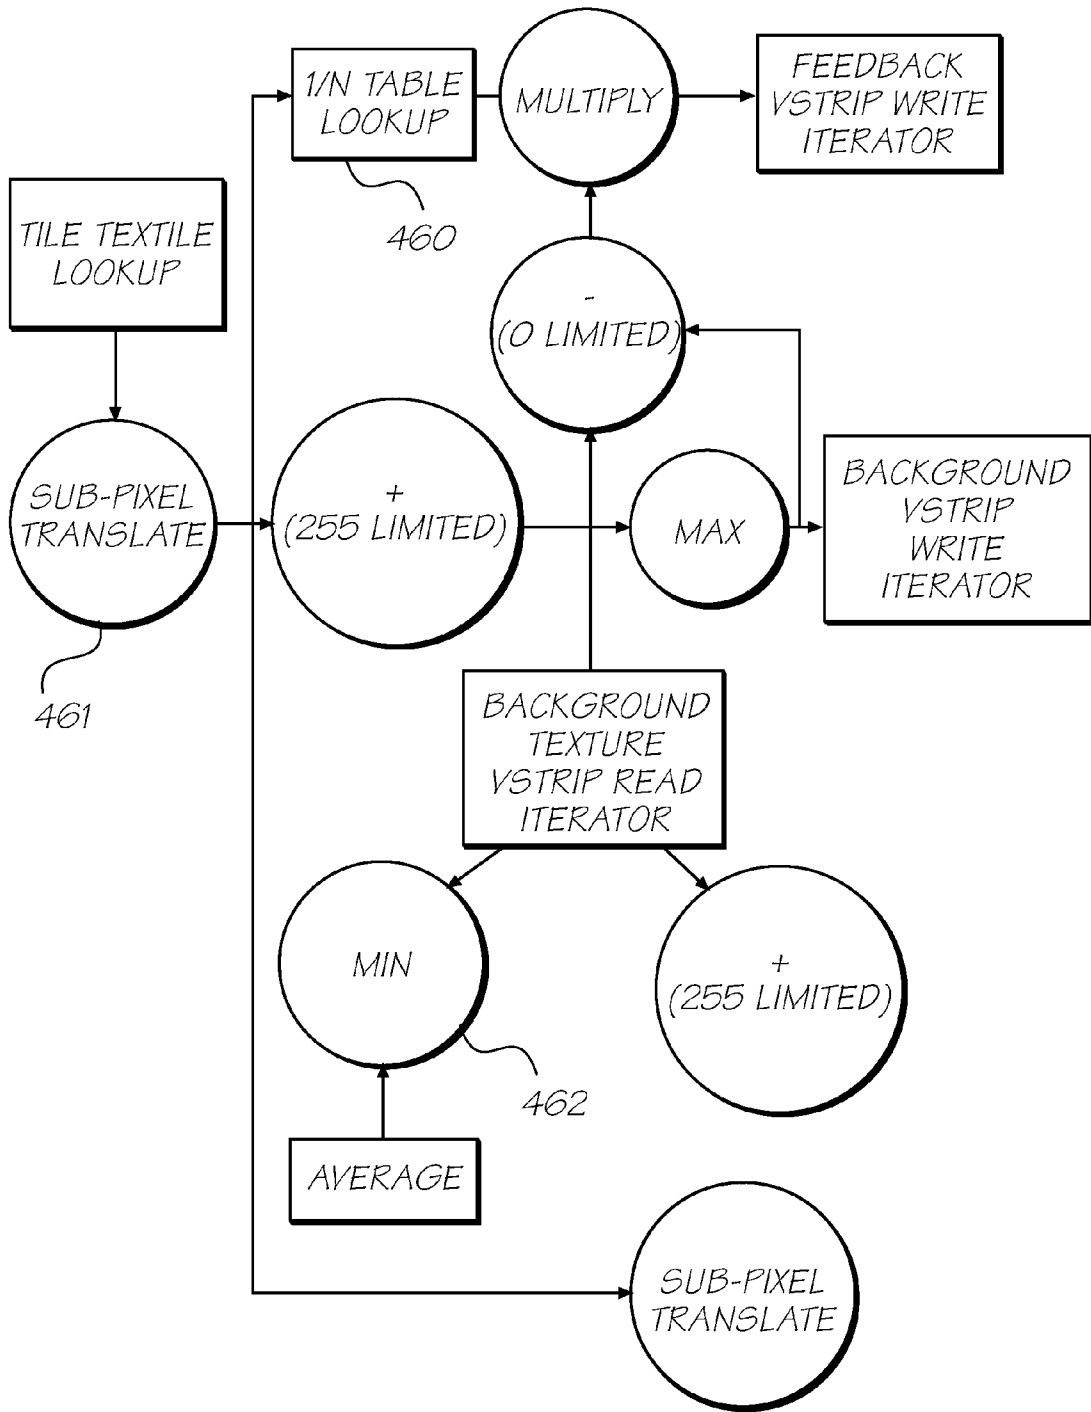 1/N TABLE
LOOKUP
460
MULTIPLY
FEEDBACK
VSTRIP WRITE
ITERATOR
TILE TEXTILE
LOOKUP
-
(0 LIMITED)
SUB-PIXEL
TRANSLATE
461
+
(255 LIMITED)
MAX
BACKGROUND
VSTRIP
WRITE
ITERATOR
BACKGROUND
TEXTURE
VSTRIP READ
ITERATOR
MIN
462
+
(255 LIMITED)
AVERAGE
SUB-PIXEL
TRANSLATE